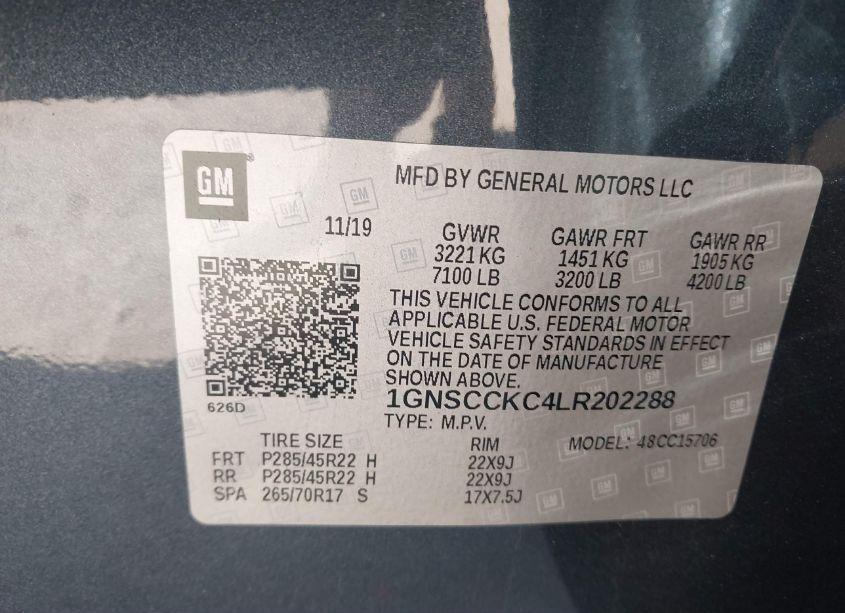 GM
MFD BY GENERAL MOTORS LLC
11/19
GVWR
3221 KG
7100 LB
GAWR FRT
1451 KG
3200 LB
GAWR RR
1905 KG
4200 LB
THIS VEHICLE CONFORMS TO ALL
APPLICABLE U.S. FEDERAL MOTOR
VEHICLE SAFETY STANDARDS IN EFFECT
ON THE DATE OF MANUFACTURE
SHOWN ABOVE.
626D
1GNSCCKC4LR202288
TYPE: M.P.V.
MODEL: 48CC15706
TIRE SIZE RIM
FRT P285/45R22 H 22X9J
RR P285/45R22 H 22X9J
SPA 265/70R17 S 17X7.5J